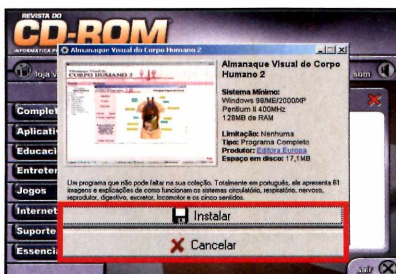 REVISTA DO
CD-ROM
Almanaque Visual do Corpo Humano 2
loja v
som
CORPO HUMANO 2
Almanaque Visual do Corpo
Humano 2
Sistema Mínimo:
Windows 98/ME/2000/XP
Pentium II 400MHz
128MB de RAM
Limitação: Nenhuma
Tipo: Programa Completo
Produtor: Editora Europa
Espaço em disco: 17,1MB
Complet
Aplicati
Educaci
Entreter
Jogos
Internet
Suporte
Essenci
Um programa que não pode faltar na sua coleção. Totalmente em português, ele apresenta 61
imagens e explicações de como funcionam os sistemas circulatório, respiratório, nervoso,
reprodutor, digestivo, excretor, locomotor e os cinco sentidos.
Instalar
Cancelar
sair